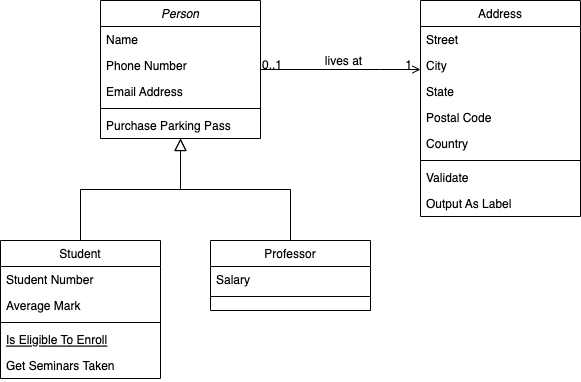 Person
Name
Phone Number
Email Address
Purchase Parking Pass
0..1
lives at
1
Address
Street
City
State
Postal Code
Country
Validate
Output As Label
Student
Student Number
Average Mark
Is Eligible To Enroll
Get Seminars Taken
Professor
Salary